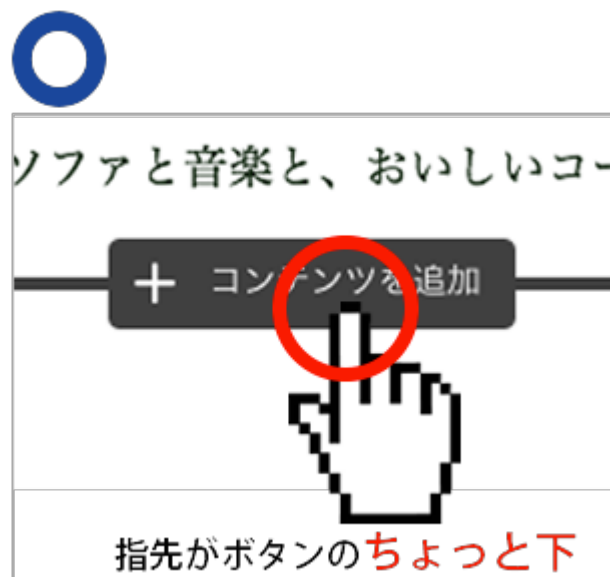 ソファと音楽と、おいしいコー
+ コンテンツを追加
指先がボタンのちょっと下